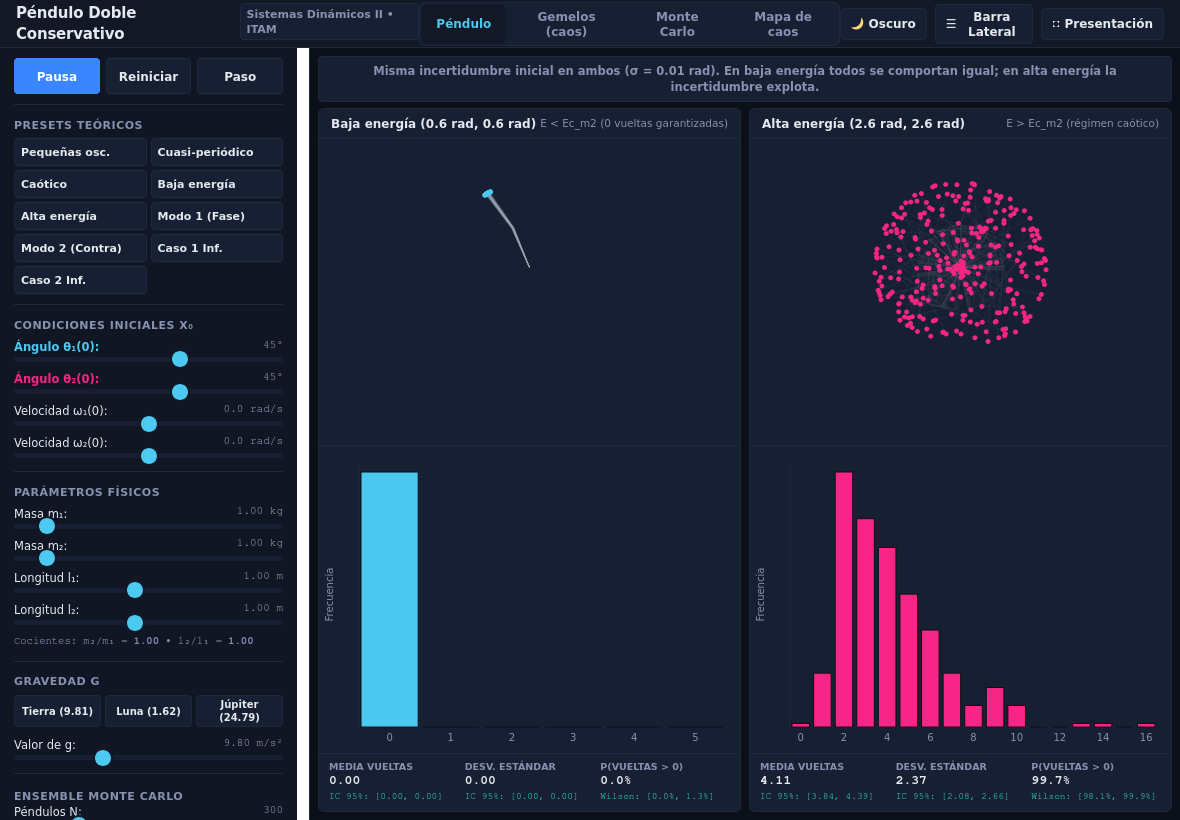 Péndulo Doble
Conservativo
Sistemas Dinámicos II •
ITAM
Péndulo
Gemelos
(caos)
Monte
Carlo
Mapa de
caos
🌙 Oscuro
☰ Barra
Lateral
Presentación
Pausa
Reiniciar
Paso
PRESETS TEÓRICOS
Pequeñas osc.
Cuasi-periódico
Caótico
Baja energía
Alta energía
Modo 1 (Fase)
Modo 2 (Contra)
Caso 1 Inf.
Caso 2 Inf.
CONDICIONES INICIALES X₀
Ángulo θ₁(0): 45°
Ángulo θ₂(0): 45°
Velocidad ω₁(0): 0.0 rad/s
Velocidad ω₂(0): 0.0 rad/s
PARÁMETROS FÍSICOS
Masa m₁: 1.00 kg
Masa m₂: 1.00 kg
Longitud l₁: 1.00 m
Longitud l₂: 1.00 m
Cocientes: m₂/m₁ = 1.00 • l₂/l₁ = 1.00
GRAVEDAD G
Tierra (9.81)
Luna (1.62)
Júpiter
(24.79)
Valor de g: 9.80 m/s²
ENSEMBLE MONTE CARLO
Péndulos N: 300
Misma incertidumbre inicial en ambos (σ = 0.01 rad). En baja energía todos se comportan igual; en alta energía la
incertidumbre explota.
Baja energía (0.6 rad, 0.6 rad) E < Ec_m2 (0 vueltas garantizadas)
Frecuencia
0 1 2 3 4 5
MEDIA VUELTAS
0.00
IC 95%: [0.00, 0.00]
DESV. ESTÁNDAR
0.00
IC 95%: [0.00, 0.00]
P(VUELTAS > 0)
0.0%
Wilson: [0.0%, 1.3%]
Alta energía (2.6 rad, 2.6 rad) E > Ec_m2 (régimen caótico)
Frecuencia
0 2 4 6 8 10 12 14 16
MEDIA VUELTAS
4.11
IC 95%: [3.84, 4.39]
DESV. ESTÁNDAR
2.37
IC 95%: [2.08, 2.66]
P(VUELTAS > 0)
99.7%
Wilson: [98.1%, 99.9%]